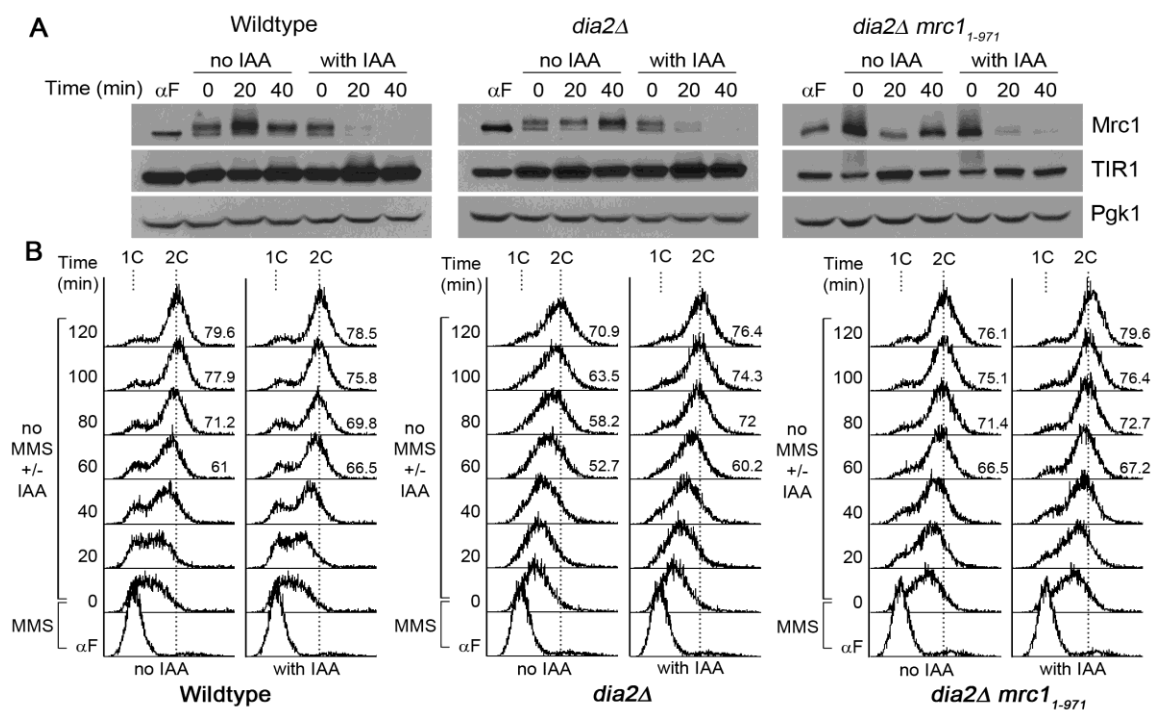 A
Wildtype
dia2Δ
dia2Δ mrc1₁₋₉₇₁
no IAA with IAA
no IAA with IAA
no IAA with IAA
Time (min) αF 0 20 40 0 20 40
αF 0 20 40 0 20 40
αF 0 20 40 0 20 40
Mrc1
TIR1
Pgk1
B
Time (min) 1C 2C 1C 2C
Time (min) 1C 2C 1C 2C
Time (min) 1C 2C 1C 2C
120 79.6 78.5
120 70.9 76.4
120 76.1 79.6
100 77.9 75.8
100 63.5 74.3
100 75.1 76.4
80 71.2 69.8
80 58.2 72
80 71.4 72.7
60 61 66.5
60 52.7 60.2
60 66.5 67.2
no MMS +/- IAA
no MMS +/- IAA
no MMS +/- IAA
40
40
40
20
20
20
0
0
0
MMS
MMS
MMS
αF
αF
αF
no IAA with IAA
no IAA with IAA
no IAA with IAA
Wildtype
dia2Δ
dia2Δ mrc1₁₋₉₇₁